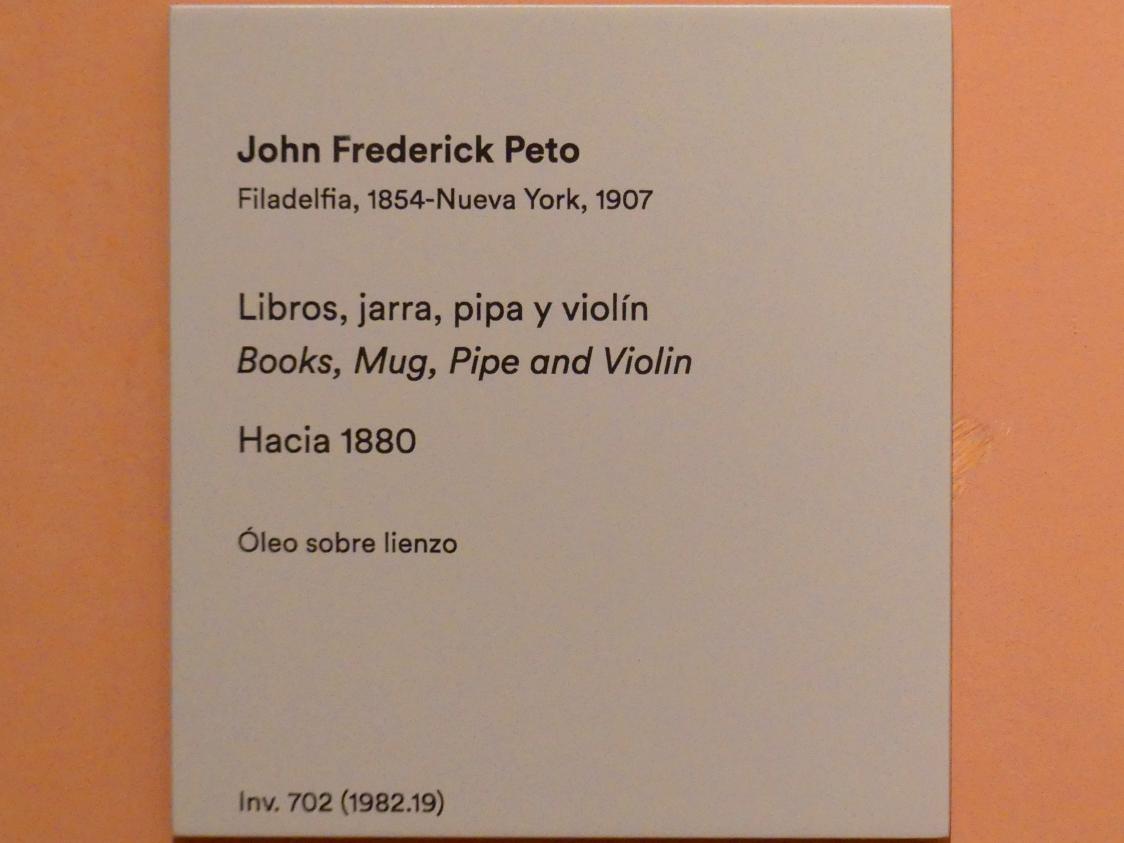 John Frederick Peto
Filadelfia, 1854-Nueva York, 1907
Libros, jarra, pipa y violín
Books, Mug, Pipe and Violin
Hacia 1880
Óleo sobre lienzo
Inv. 702 (1982.19)